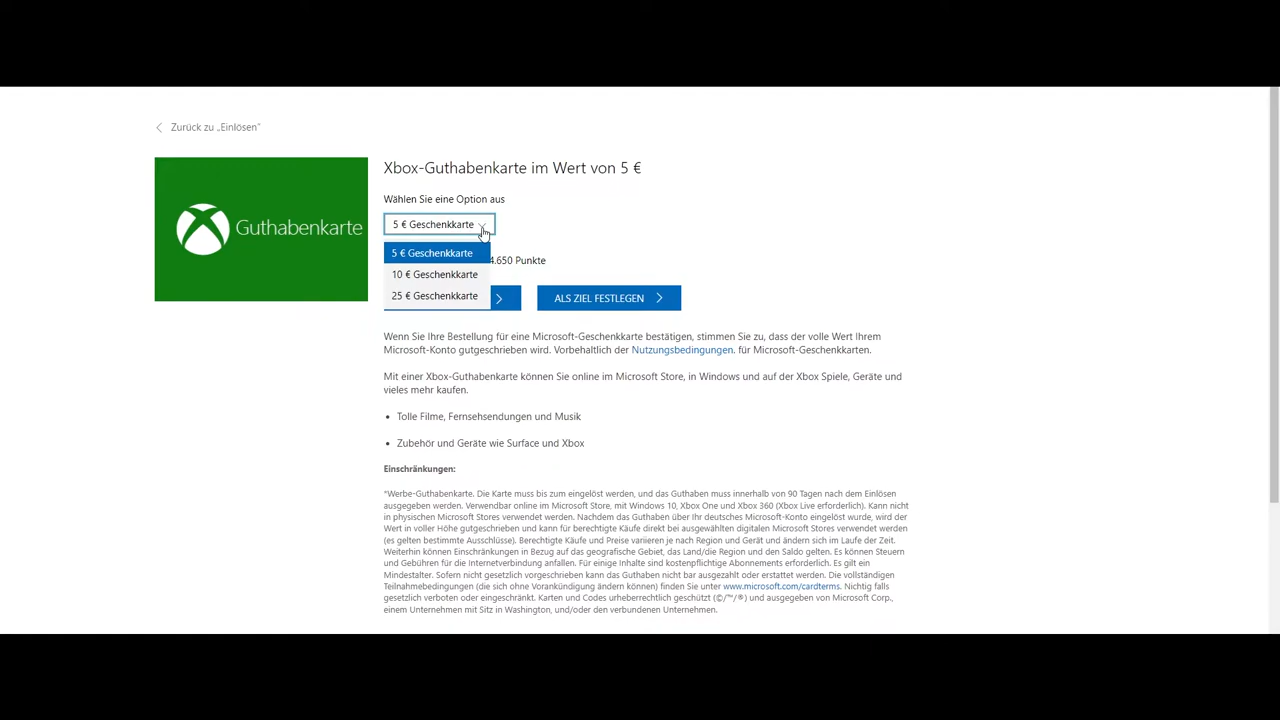 Zurück zu „Einlösen"
Guthabenkarte
Xbox-Guthabenkarte im Wert von 5 €
Wählen Sie eine Option aus
5 € Geschenkkarte
5 € Geschenkkarte
10 € Geschenkkarte
25 € Geschenkkarte
4.650 Punkte
ALS ZIEL FESTLEGEN
Wenn Sie Ihre Bestellung für eine Microsoft-Geschenkkarte bestätigen, stimmen Sie zu, dass der volle Wert Ihrem
Microsoft-Konto gutgeschrieben wird. Vorbehaltlich der Nutzungsbedingungen. für Microsoft-Geschenkkarten.
Mit einer Xbox-Guthabenkarte können Sie online im Microsoft Store, in Windows und auf der Xbox Spiele, Geräte und
vieles mehr kaufen.
• Tolle Filme, Fernsehsendungen und Musik
• Zubehör und Geräte wie Surface und Xbox
Einschränkungen:
*Werbe-Guthabenkarte. Die Karte muss bis zum eingelöst werden, und das Guthaben muss innerhalb von 90 Tagen nach dem Einlösen
ausgegeben werden. Verwendbar online im Microsoft Store, mit Windows 10, Xbox One und Xbox 360 (Xbox Live erforderlich). Kann nicht
in physischen Microsoft Stores verwendet werden. Nachdem das Guthaben über Ihr deutsches Microsoft-Konto eingelöst wurde, wird der
Wert in voller Höhe gutgeschrieben und kann für berechtigte Käufe direkt bei ausgewählten digitalen Microsoft Stores verwendet werden
(es gelten bestimmte Ausschlüsse). Berechtigte Käufe und Preise variieren je nach Region und Gerät und ändern sich im Laufe der Zeit.
Weiterhin können Einschränkungen in Bezug auf das geografische Gebiet, das Land/die Region und den Saldo gelten. Es können Steuern
und Gebühren für die Internetverbindung anfallen. Für einige Inhalte sind kostenpflichtige Abonnements erforderlich. Es gilt ein
Mindestalter. Sofern nicht gesetzlich vorgeschrieben kann das Guthaben nicht bar ausgezahlt oder erstattet werden. Die vollständigen
Teilnahmebedingungen (die sich ohne Vorankündigung ändern können) finden Sie unter www.microsoft.com/cardterms. Nichtig falls
gesetzlich verboten oder eingeschränkt. Karten und Codes urheberrechtlich geschützt (©/™/®) und ausgegeben von Microsoft Corp.,
einem Unternehmen mit Sitz in Washington, und/oder den verbundenen Unternehmen.